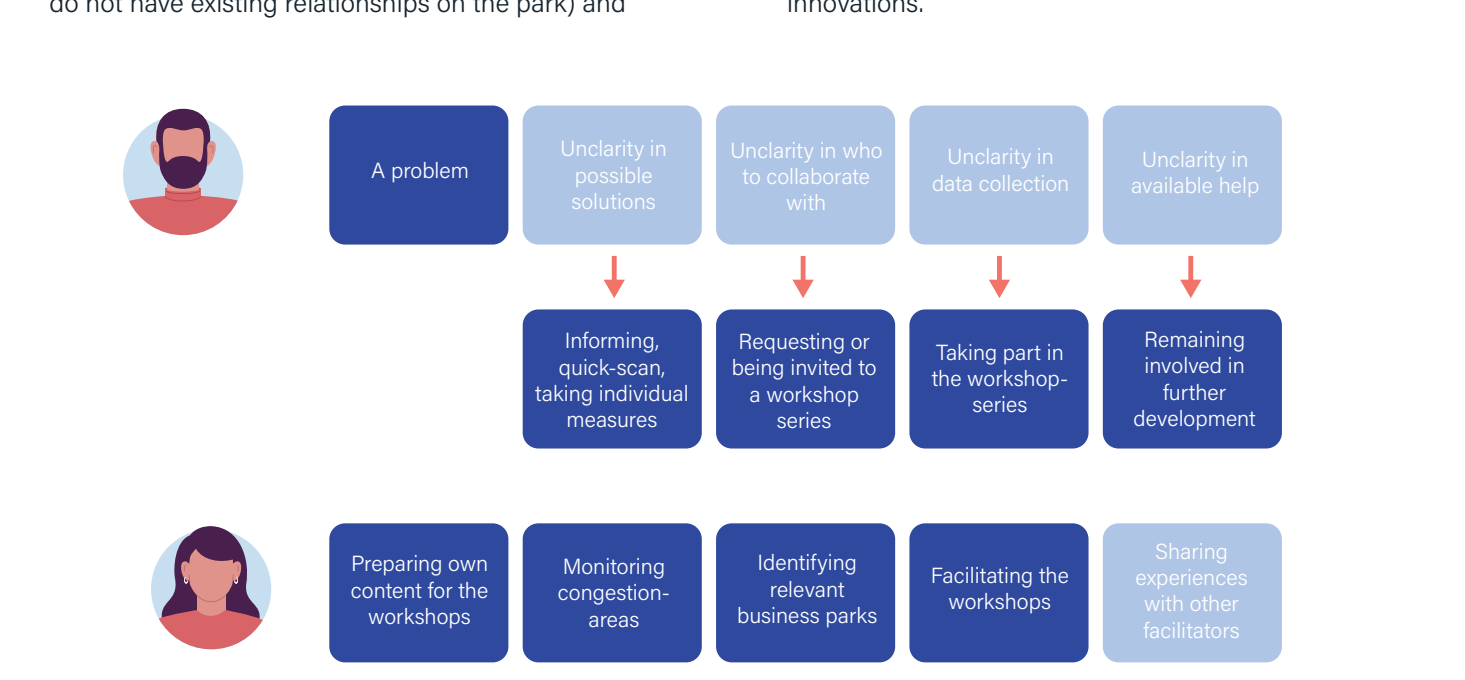 do not have existing relationships on the park) and
innovations.
A problem
Unclarity in
possible
solutions
Unclarity in who
to collaborate
with
Unclarity in
data collection
Unclarity in
available help
Informing,
quick-scan,
taking individual
measures
Requesting or
being invited to
a workshop
series
Taking part in
the workshop-
series
Remaining
involved in
further
development
Preparing own
content for the
workshops
Monitoring
congestion-
areas
Identifying
relevant
business parks
Facilitating the
workshops
Sharing
experiences
with other
facilitators